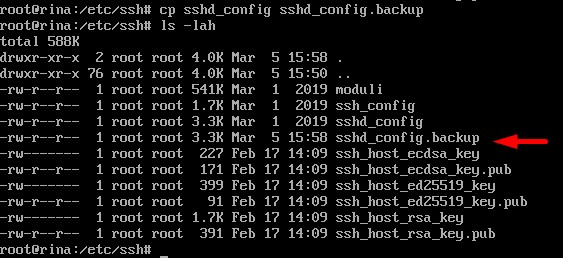 root@rina:/etc/ssh# cp sshd_config sshd_config.backup
root@rina:/etc/ssh# ls -lah
total 588K
drwxr-xr-x  2 root root 4.0K Mar  5 15:58 .
drwxr-xr-x 76 root root 4.0K Mar  5 15:50 ..
-rw-r--r--  1 root root 541K Mar  1  2019 moduli
-rw-r--r--  1 root root 1.7K Mar  1  2019 ssh_config
-rw-r--r--  1 root root 3.3K Mar  1  2019 sshd_config
-rw-r--r--  1 root root 3.3K Mar  5 15:58 sshd_config.backup
-rw-------  1 root root  227 Feb 17 14:09 ssh_host_ecdsa_key
-rw-r--r--  1 root root  171 Feb 17 14:09 ssh_host_ecdsa_key.pub
-rw-------  1 root root  399 Feb 17 14:09 ssh_host_ed25519_key
-rw-r--r--  1 root root   91 Feb 17 14:09 ssh_host_ed25519_key.pub
-rw-------  1 root root 1.7K Feb 17 14:09 ssh_host_rsa_key
-rw-r--r--  1 root root  391 Feb 17 14:09 ssh_host_rsa_key.pub
root@rina:/etc/ssh# _